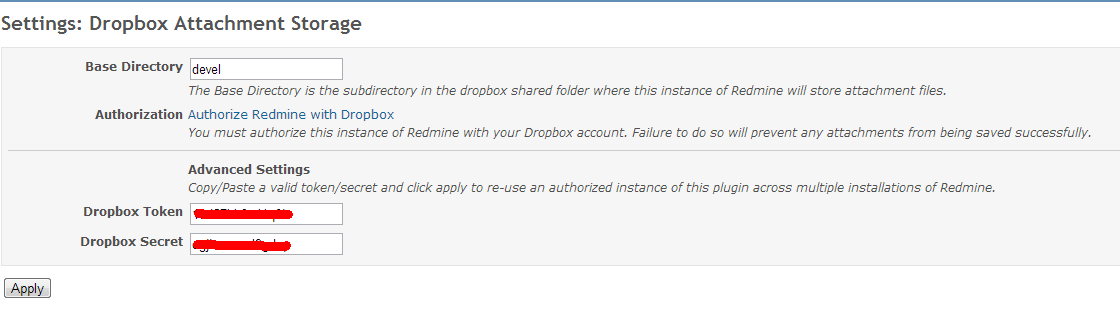 Settings: Dropbox Attachment Storage
Base Directory devel
The Base Directory is the subdirectory in the dropbox shared folder where this instance of Redmine will store attachment files.
Authorization Authorize Redmine with Dropbox
You must authorize this instance of Redmine with your Dropbox account. Failure to do so will prevent any attachments from being saved successfully.
Advanced Settings
Copy/Paste a valid token/secret and click apply to re-use an authorized instance of this plugin across multiple installations of Redmine.
Dropbox Token
Dropbox Secret
Apply